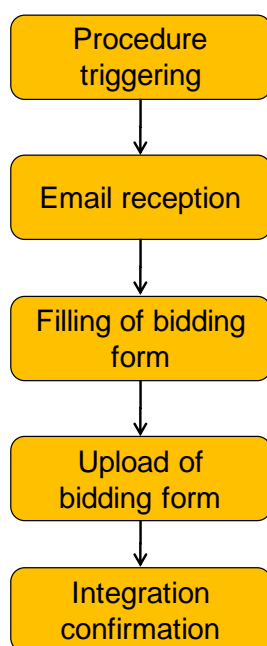 Procedure
triggering
Email reception
Filling of bidding
form
Upload of
bidding form
Integration
confirmation